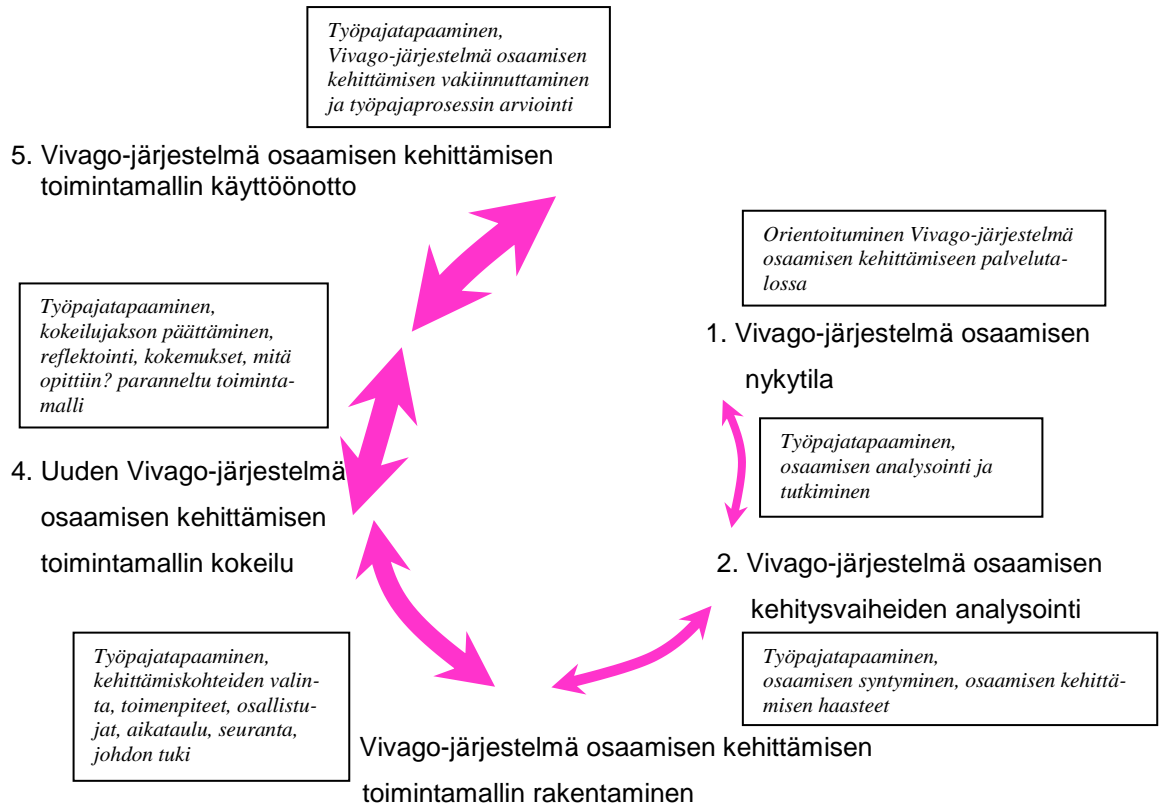 Työpajatapaaminen,
Vivago-järjestelmä osaamisen
kehittämisen vakiinnuttaminen
ja työpajaprosessin arviointi
5. Vivago-järjestelmä osaamisen kehittämisen
toimintamallin käyttöönotto
Orientoituminen Vivago-järjestelmä
osaamisen kehittämiseen palveluta-
lossa
1. Vivago-järjestelmä osaamisen
nykytila
Työpajatapaaminen,
kokeilujakson päättäminen,
reflektointi, kokemukset, mitä
opittiin? paranneltu toiminta-
malli
Työpajatapaaminen,
osaamisen analysointi ja
tutkiminen
4. Uuden Vivago-järjestelmä
osaamisen kehittämisen
toimintamallin kokeilu
2. Vivago-järjestelmä osaamisen
kehitysvaiheiden analysointi
Työpajatapaaminen,
osaamisen syntyminen, osaamisen kehittä-
misen haasteet
Työpajatapaaminen,
kehittämiskohteiden valin-
ta, toimenpiteet, osallistu-
jat, aikataulu, seuranta,
johdon tuki
Vivago-järjestelmä osaamisen kehittämisen
toimintamallin rakentaminen